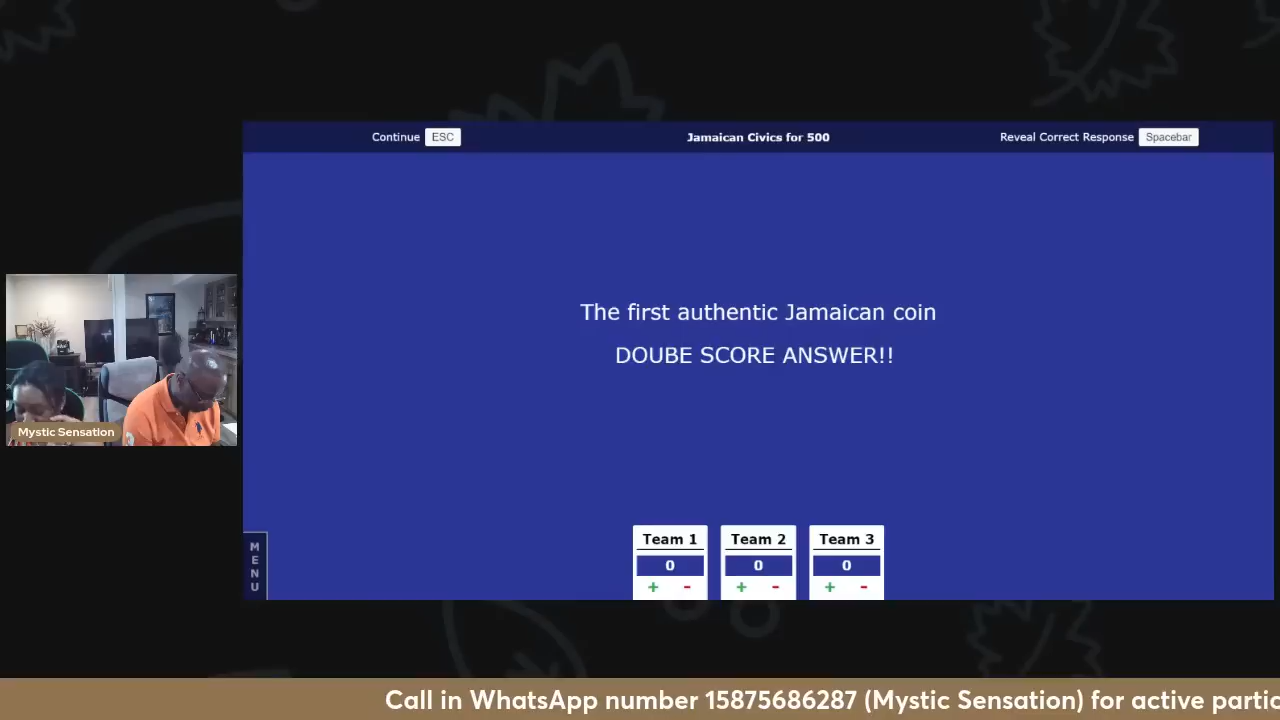 Continue ESC
Jamaican Civics for 500
Reveal Correct Response Spacebar
The first authentic Jamaican coin
DOUBE SCORE ANSWER!!
Mystic Sensation
MENU
Team 1
0
+ -
Team 2
0
+ -
Team 3
0
+ -
Call in WhatsApp number 15875686287 (Mystic Sensation) for active